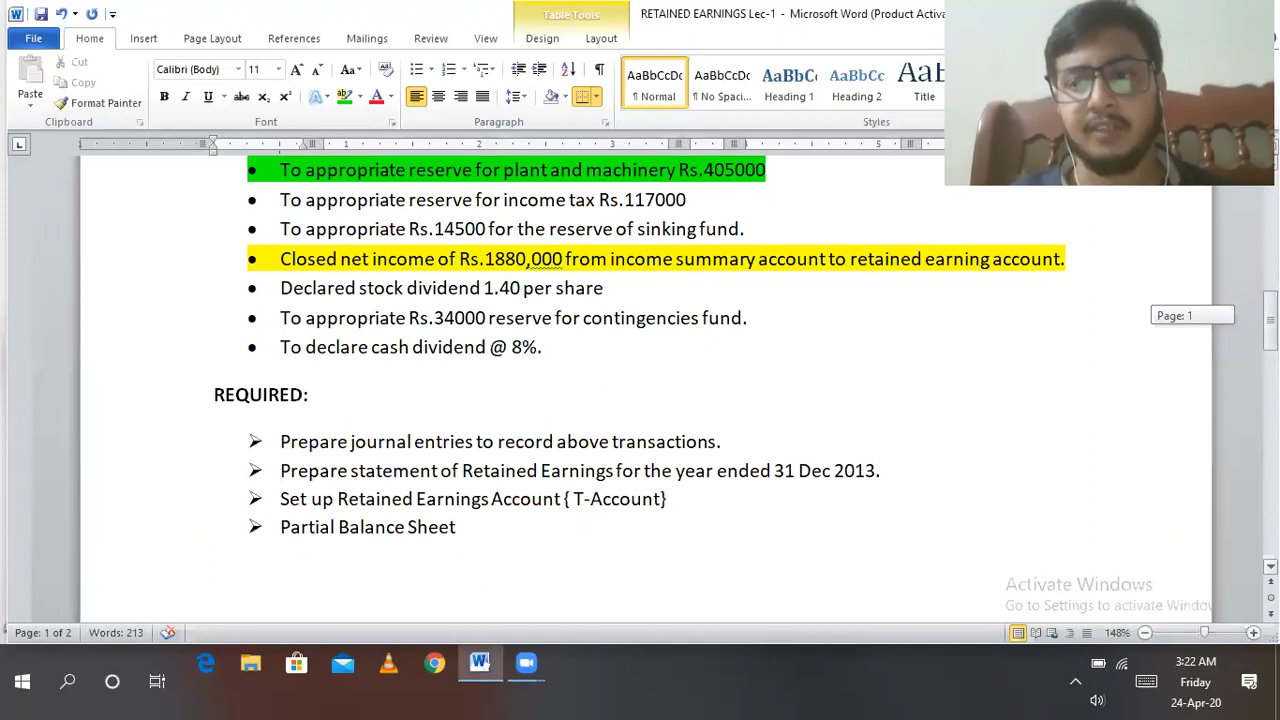 Table Tools
RETAINED EARNINGS Lec-1 - Microsoft Word (Product Activa
File Home Insert Page Layout References Mailings Review View Design Layout
Cut
Copy
Format Painter
Paste
Clipboard
Calibri (Body) 11
Font
Paragraph
AaBbCcDc AaBbCcDc AaBbC( AaBbCc AaB
¶ Normal ¶ No Spaci... Heading 1 Heading 2 Title
Styles
• To appropriate reserve for plant and machinery Rs.405000
• To appropriate reserve for income tax Rs.117000
• To appropriate Rs.14500 for the reserve of sinking fund.
• Closed net income of Rs.1880,000 from income summary account to retained earning account.
• Declared stock dividend 1.40 per share
Page: 1
• To appropriate Rs.34000 reserve for contingencies fund.
• To declare cash dividend @ 8%.
REQUIRED:
➢ Prepare journal entries to record above transactions.
➢ Prepare statement of Retained Earnings for the year ended 31 Dec 2013.
➢ Set up Retained Earnings Account { T-Account}
➢ Partial Balance Sheet
Activate Windows
Go to Settings to activate Windo
Page: 1 of 2 Words: 213 148%
3:22 AM
Friday
24-Apr-20